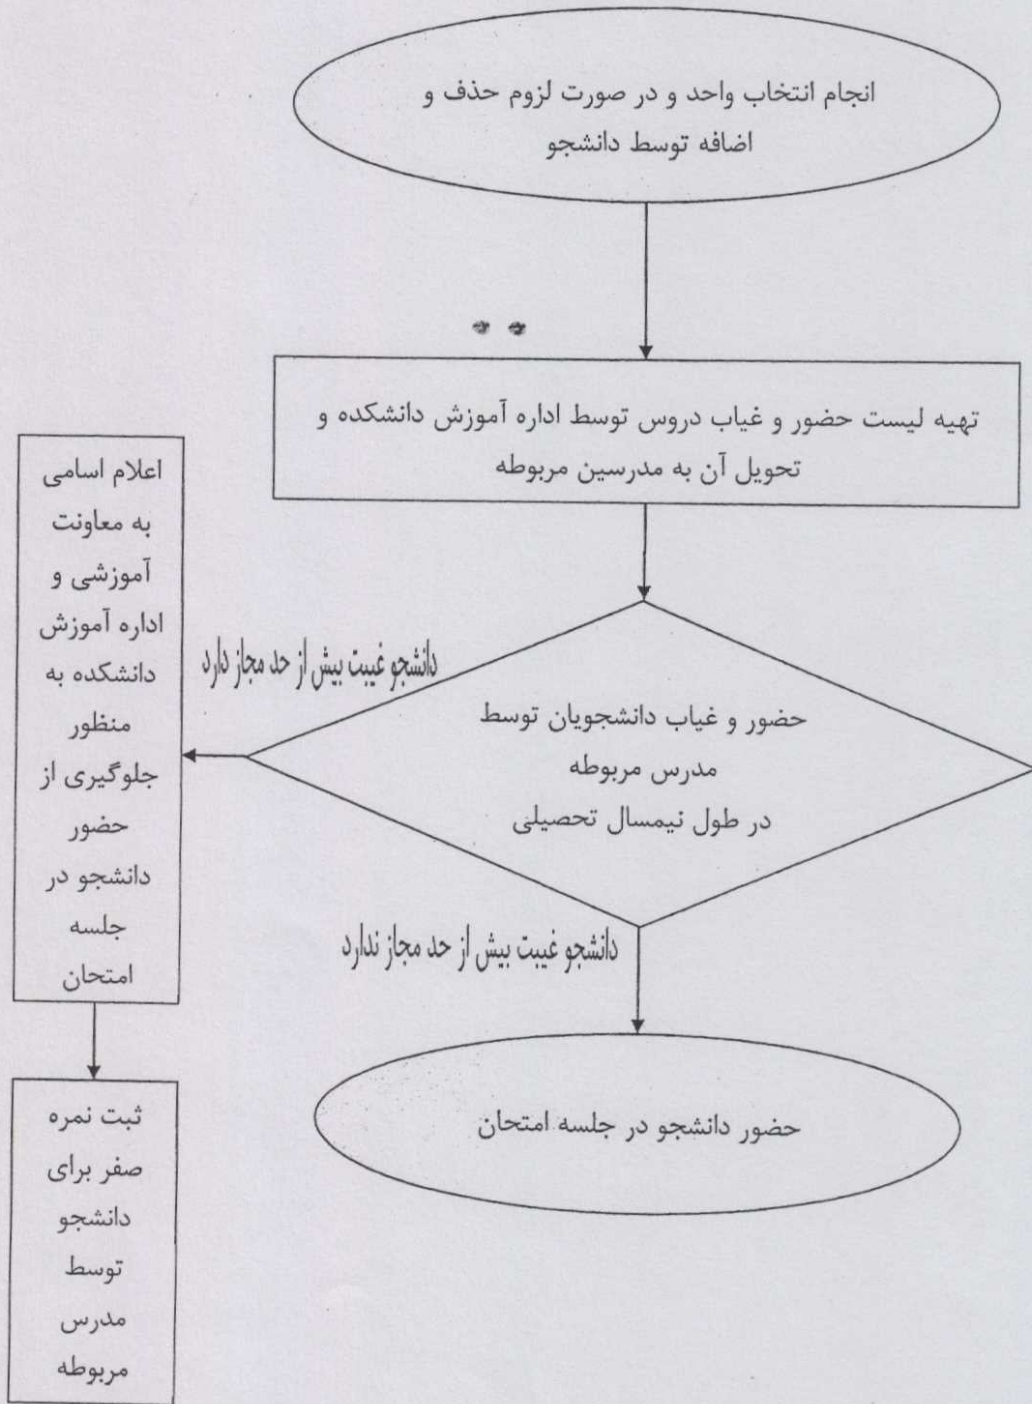 انجام انتخاب واحد و در صورت لزوم حذف و
اضافه توسط دانشجو
تهیه لیست حضور و غیاب دروس توسط اداره آموزش دانشکده و
تحویل آن به مدرسین مربوطه
حضور و غیاب دانشجویان توسط
مدرس مربوطه
در طول نیمسال تحصیلی
دانشجو غیبت بیش از حد مجاز دارد
اعلام اسامی
به معاونت
آموزشی و
اداره آموزش
دانشکده به
منظور
جلوگیری از
حضور
دانشجو در
جلسه
امتحان
ثبت نمره
صفر برای
دانشجو
توسط
مدرس
مربوطه
دانشجو غیبت بیش از حد مجاز ندارد
حضور دانشجو در جلسه امتحان